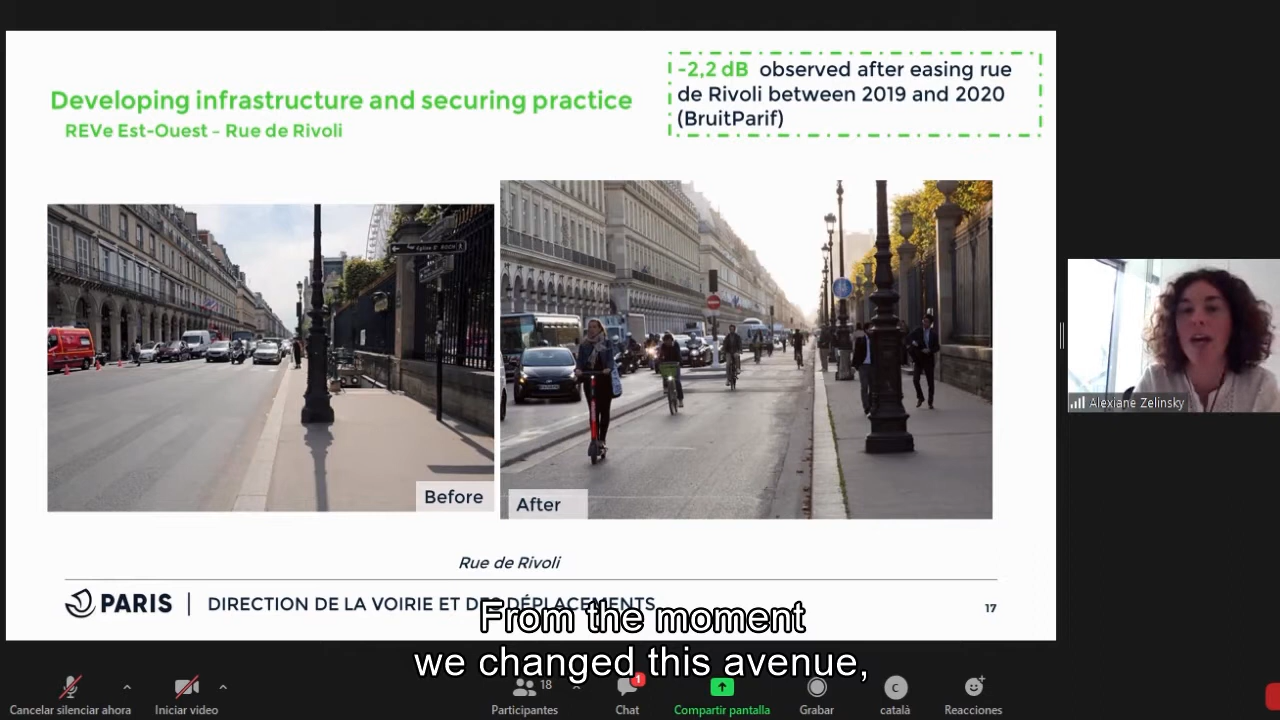 -2,2 dB observed after easing rue
de Rivoli between 2019 and 2020
(BruitParif)
Developing infrastructure and securing practice
REVe Est-Ouest – Rue de Rivoli
Before
After
Rue de Rivoli
PARIS | DIRECTION DE LA VOIRIE ET DES DÉPLACEMENTS
17
Alexiane Zelinsky
From the moment
we changed this avenue,
Cancelar silenciar ahora
Iniciar video
18
Participantes
1
Chat
Compartir pantalla
Grabar
C
català
Reacciones